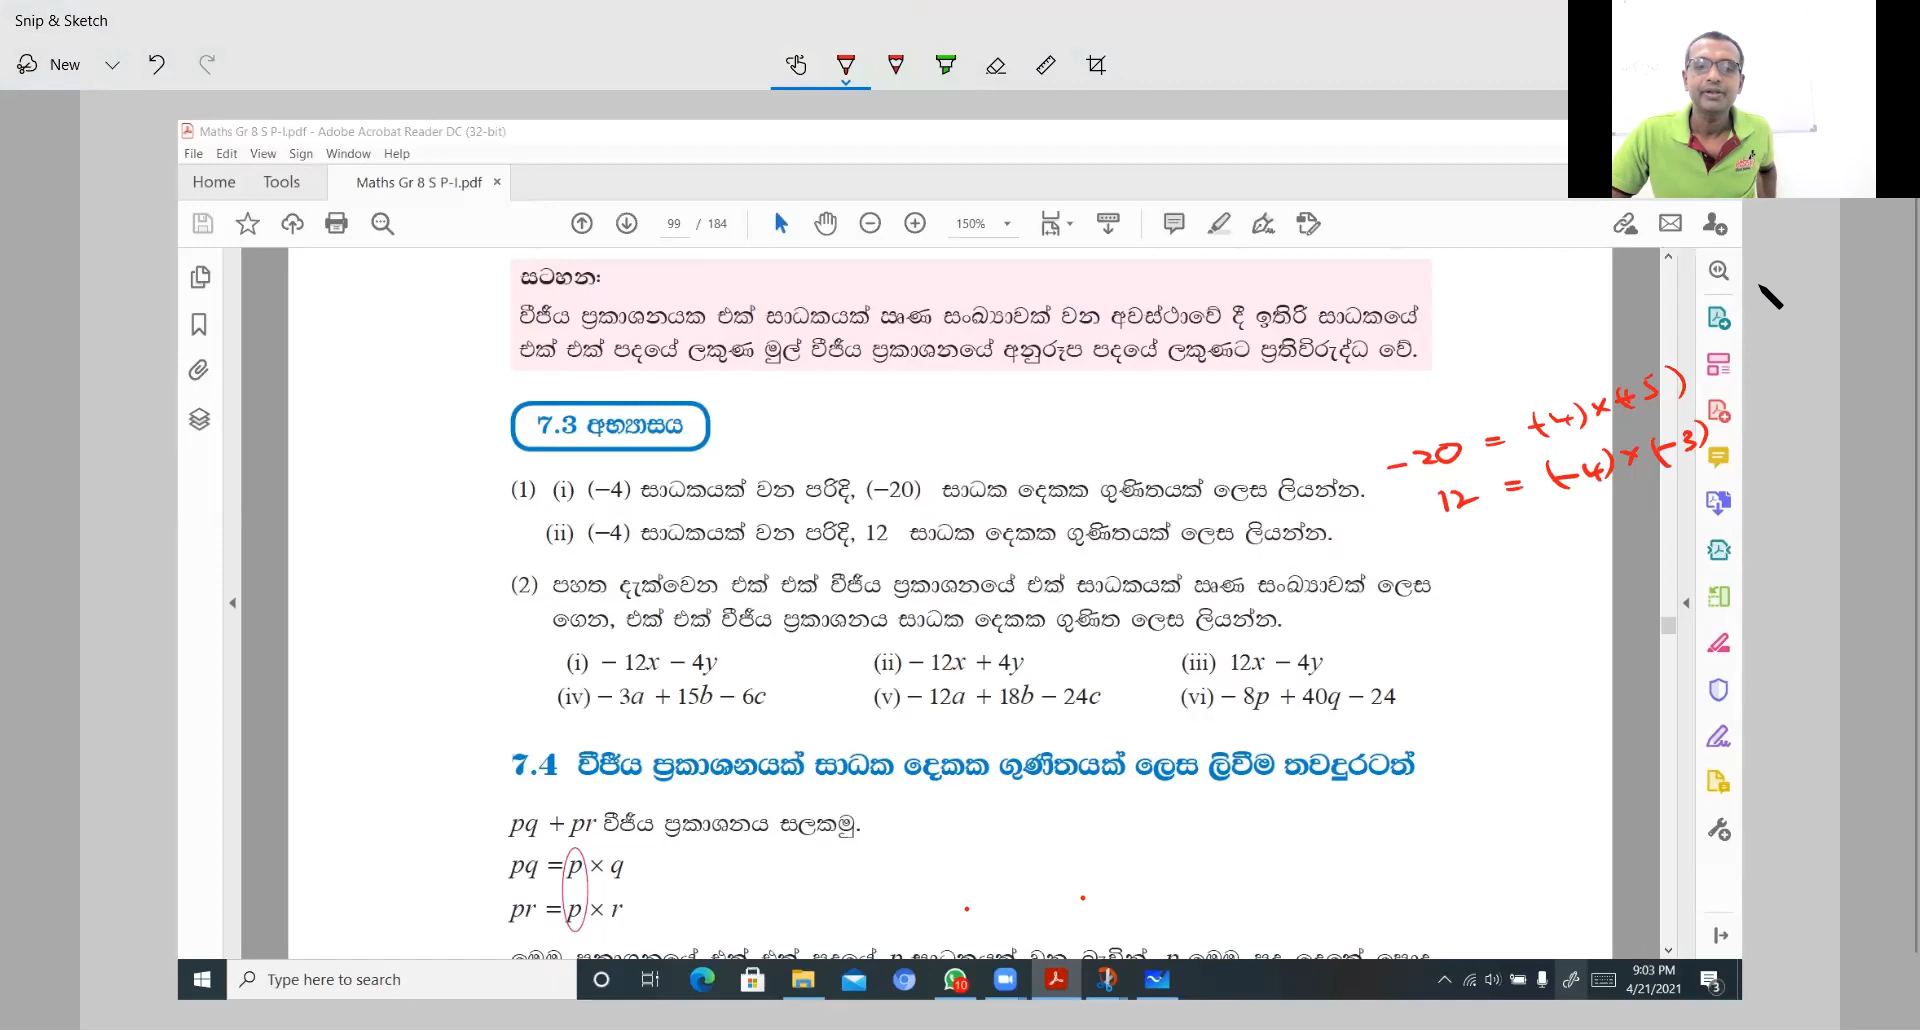 Snip & Sketch
New
Maths Gr 8 S P-I.pdf - Adobe Acrobat Reader DC (32-bit)
File Edit View Sign Window Help
Home Tools Maths Gr 8 S P-I.pdf ×
99 / 184 150%
සටහන:
වීජීය ප්‍රකාශනයක එක් සාධකයක් ඍණ සංඛ්‍යාවක් වන අවස්ථාවේ දී ඉතිරි සාධකයේ
එක් එක් පදයේ ලකුණ මුල් වීජීය ප්‍රකාශනයේ අනුරූප පදයේ ලකුණට ප්‍රතිවිරුද්ධ වේ.
7.3 අභ්‍යාසය
-20 = (-4) × (+5)
(1) (i) (−4) සාධකයක් වන පරිදි, (−20) සාධක දෙකක ගුණිතයක් ලෙස ලියන්න.
12 = (-4) × (-3)
(ii) (−4) සාධකයක් වන පරිදි, 12 සාධක දෙකක ගුණිතයක් ලෙස ලියන්න.
(2) පහත දැක්වෙන එක් එක් වීජීය ප්‍රකාශනයේ එක් සාධකයක් ඍණ සංඛ්‍යාවක් ලෙස
ගෙන, එක් එක් වීජීය ප්‍රකාශනය සාධක දෙකක ගුණිත ලෙස ලියන්න.
(i) − 12x − 4y (ii) − 12x + 4y (iii) 12x − 4y
(iv) − 3a + 15b − 6c (v) − 12a + 18b − 24c (vi) − 8p + 40q − 24
7.4 වීජීය ප්‍රකාශනයක් සාධක දෙකක ගුණිතයක් ලෙස ලිවීම තවදුරටත්
pq + pr වීජීය ප්‍රකාශනය සලකමු.
pq = p × q
pr = p × r
Type here to search
10
9:03 PM
4/21/2021
3